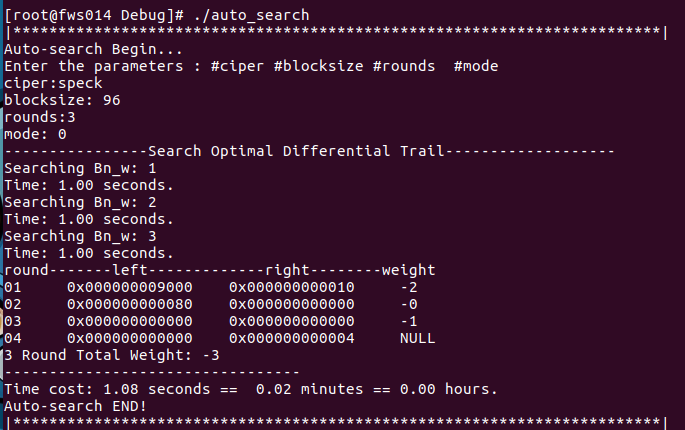 [root@fws014 Debug]# ./auto_search
|*****************************************************************|
Auto-search Begin...
Enter the parameters : #ciper #blocksize #rounds  #mode
ciper:speck
blocksize: 96
rounds:3
mode: 0
----------------Search Optimal Differential Trail-------------------
Searching Bn_w: 1
Time: 1.00 seconds.
Searching Bn_w: 2
Time: 1.00 seconds.
Searching Bn_w: 3
Time: 1.00 seconds.
round-------left-------------right--------weight
01     0x000000009000    0x000000000010     -2
02     0x000000000080    0x000000000000     -0
03     0x000000000000    0x000000000000     -1
04     0x000000000000    0x000000000004     NULL
3 Round Total Weight: -3
---------------------------------
Time cost: 1.08 seconds ==  0.02 minutes == 0.00 hours.
Auto-search END!
|*****************************************************************|